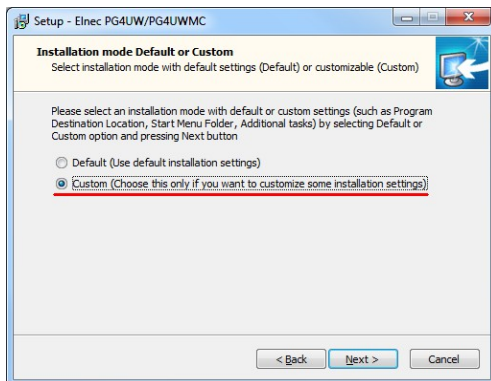 Setup - Elnec PG4UW/PG4UWMC
Installation mode Default or Custom
Select installation mode with default settings (Default) or customizable (Custom)
Please select an installation mode with default or custom settings (such as Program
Destination Location, Start Menu Folder, Additional tasks) by selecting Default or
Custom option and pressing Next button
Default (Use default installation settings)
Custom (Choose this only if you want to customize some installation settings)
< Back Next > Cancel